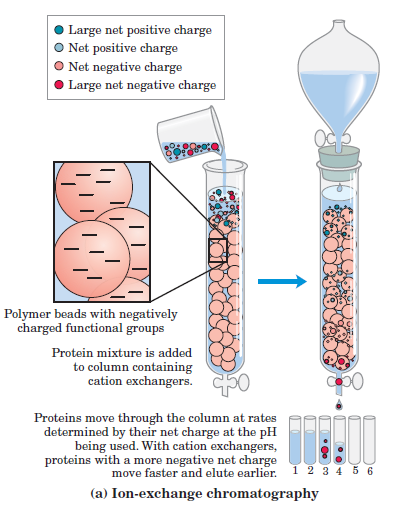 Large net positive charge
Net positive charge
Net negative charge
Large net negative charge
Polymer beads with negatively
charged functional groups
Protein mixture is added
to column containing
cation exchangers.
Proteins move through the column at rates
determined by their net charge at the pH
being used. With cation exchangers,
proteins with a more negative net charge
move faster and elute earlier.
1 2 3 4 5 6
(a) Ion-exchange chromatography